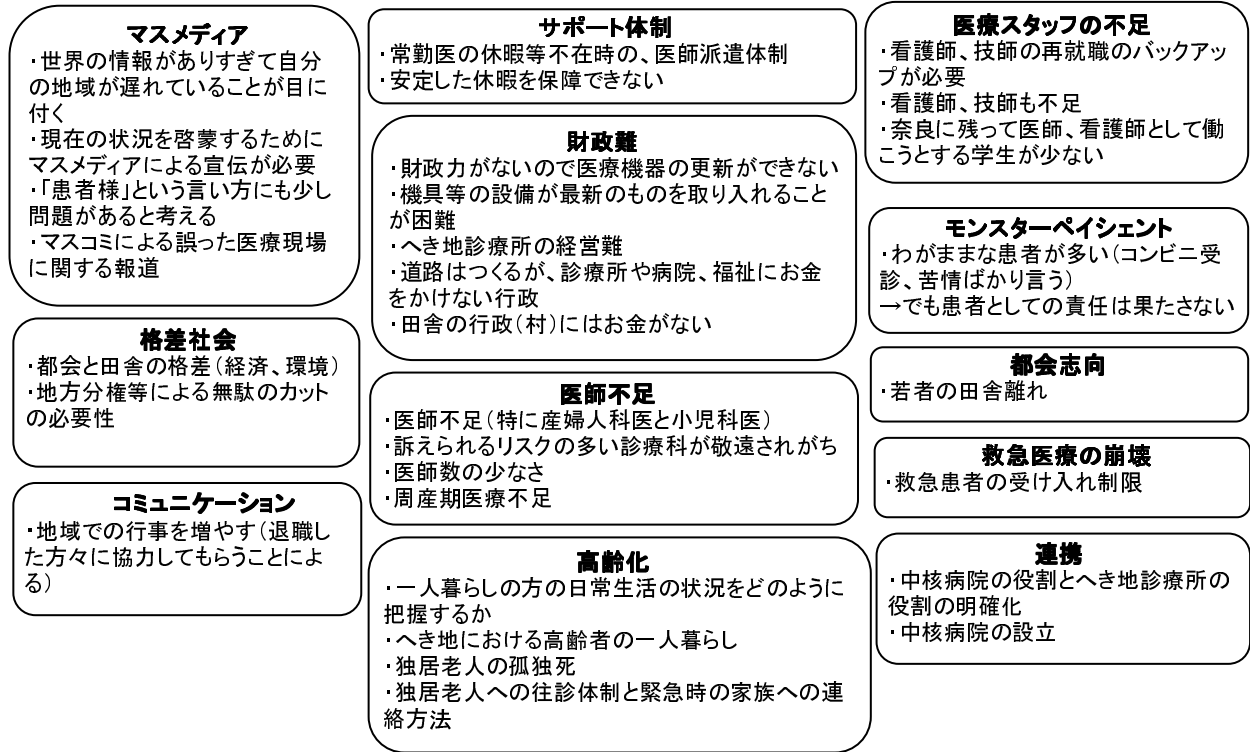 マスメディア
・世界の情報がありすぎて自分
の地域が遅れていることが目に
付く
・現在の状況を啓蒙するために
マスメディアによる宣伝が必要
・「患者様」という言い方にも少し
問題があると考える
・マスコミによる誤った医療現場
に関する報道
格差社会
・都会と田舎の格差（経済、環境）
・地方分権等による無駄のカット
の必要性
コミュニケーション
・地域での行事を増やす（退職し
た方々に協力してもらうことによ
る）
サポート体制
・常勤医の休暇等不在時の、医師派遣体制
・安定した休暇を保障できない
財政難
・財政力がないので医療機器の更新ができない
・機具等の設備が最新のものを取り入れること
が困難
・へき地診療所の経営難
・道路はつくるが、診療所や病院、福祉にお金
をかけない行政
・田舎の行政（村）にはお金がない
医師不足
・医師不足（特に産婦人科医と小児科医）
・訴えられるリスクの多い診療科が敬遠されがち
・医師数の少なさ
・周産期医療不足
高齢化
・一人暮らしの方の日常生活の状況をどのように
把握するか
・へき地における高齢者の一人暮らし
・独居老人の孤独死
・独居老人への往診体制と緊急時の家族への連
絡方法
医療スタッフの不足
・看護師、技師の再就職のバックアッ
プが必要
・看護師、技師も不足
・奈良に残って医師、看護師として働
こうとする学生が少ない
モンスターペイシェント
・わがままな患者が多い（コンビニ受
診、苦情ばかり言う）
→でも患者としての責任は果たさない
都会志向
・若者の田舎離れ
救急医療の崩壊
・救急患者の受け入れ制限
連携
・中核病院の役割とへき地診療所の
役割の明確化
・中核病院の設立